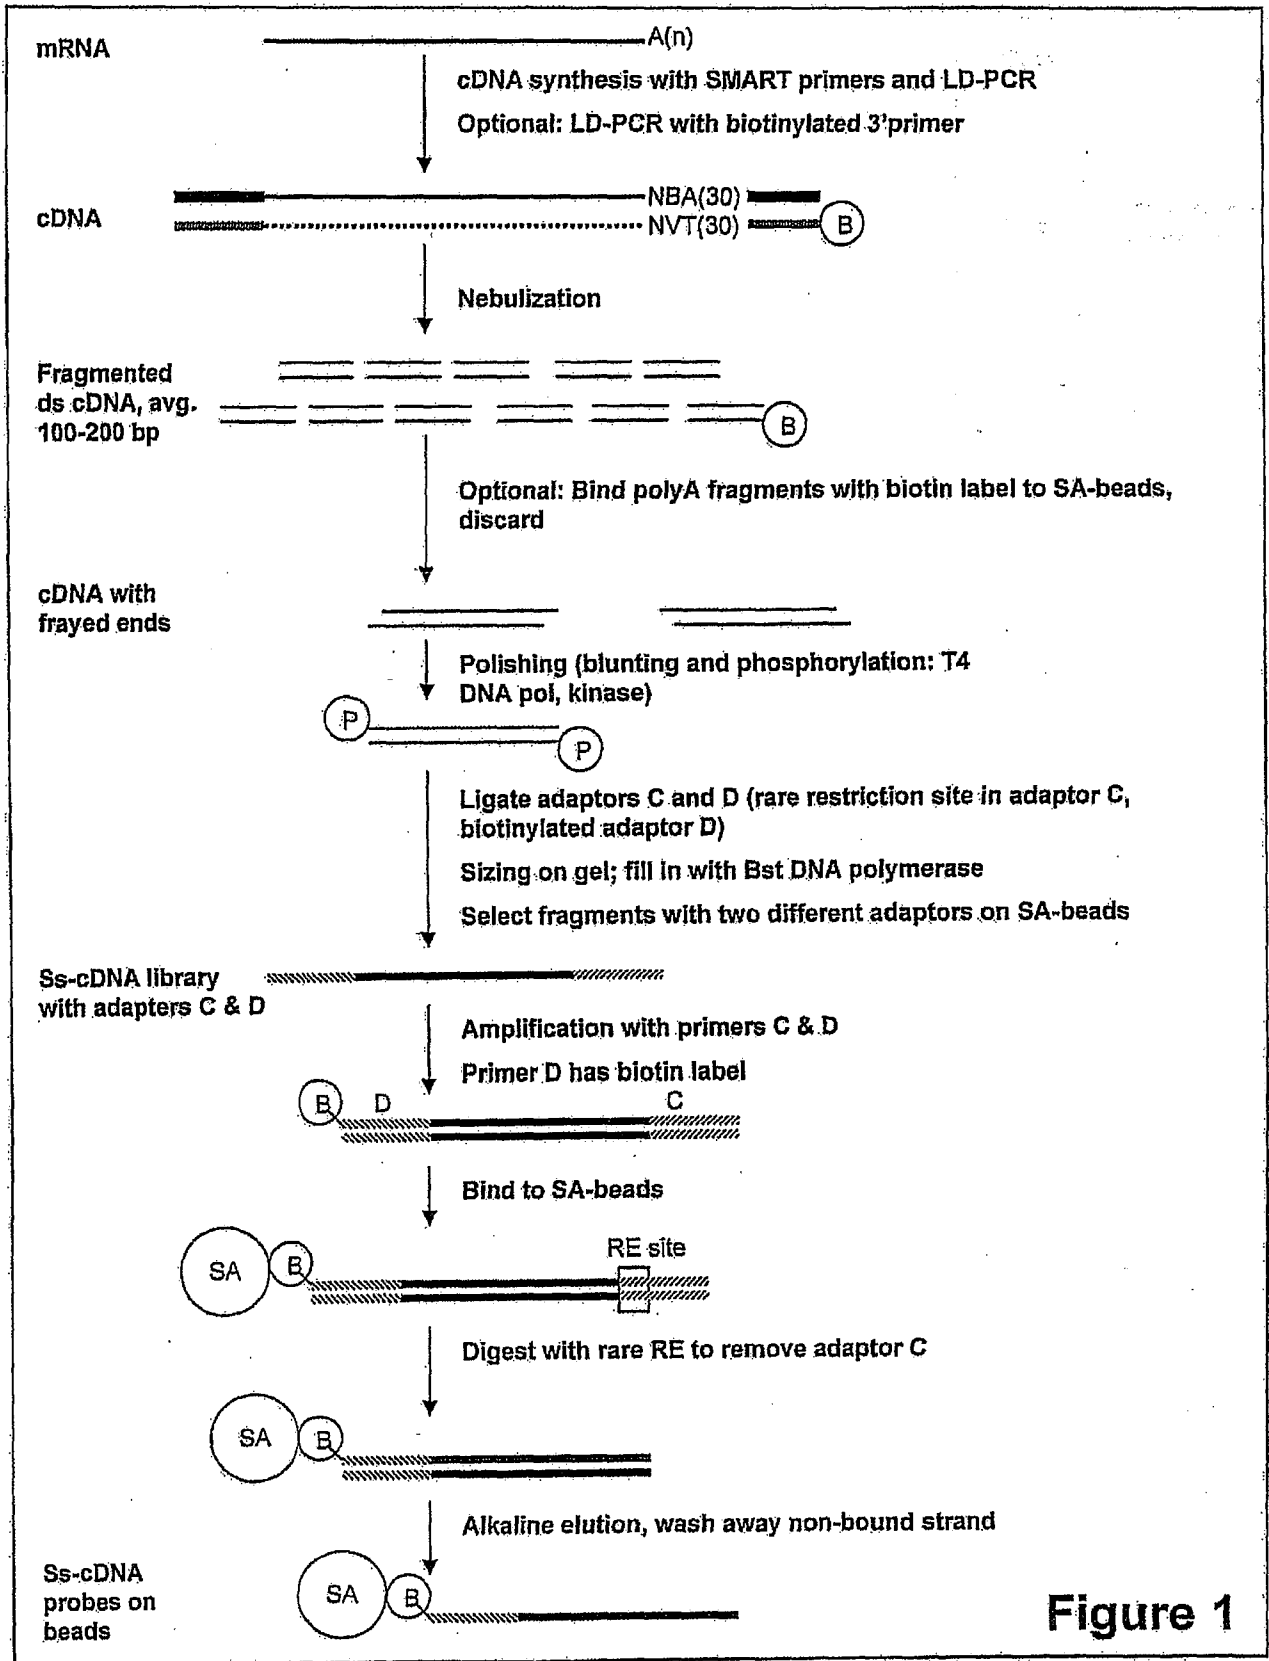 mRNA
A(n)
cDNA synthesis with SMART primers and LD-PCR
Optional: LD-PCR with biotinylated 3'primer
NBA(30)
cDNA
NVT(30)
B
Nebulization
Fragmented
ds cDNA, avg.
100-200 bp
B
Optional: Bind polyA fragments with biotin label to SA-beads,
discard
cDNA with
frayed ends
Polishing (blunting and phosphorylation: T4
DNA pol, kinase)
P
P
Ligate adaptors C and D (rare restriction site in adaptor C,
biotinylated adaptor D)
Sizing on gel; fill in with Bst DNA polymerase
Select fragments with two different adaptors on SA-beads
Ss-cDNA library
with adapters C & D
Amplification with primers C & D
Primer D has biotin label
B D C
Bind to SA-beads
RE site
SA B
Digest with rare RE to remove adaptor C
SA B
Alkaline elution, wash away non-bound strand
Ss-cDNA
probes on
beads
SA B
Figure 1